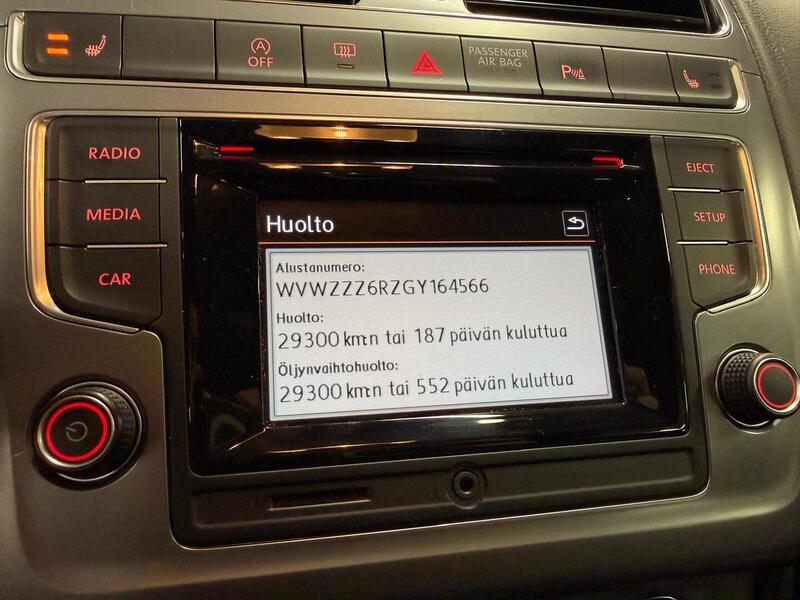 OFF
PASSENGER
AIR BAG
RADIO
MEDIA
CAR
EJECT
SETUP
PHONE
Huolto
Alustanumero:
WVWZZZ6RZGY164566
Huolto:
29300 km:n tai 187 päivän kuluttua
Öljynvaihtohuolto:
29300 km:n tai 552 päivän kuluttua